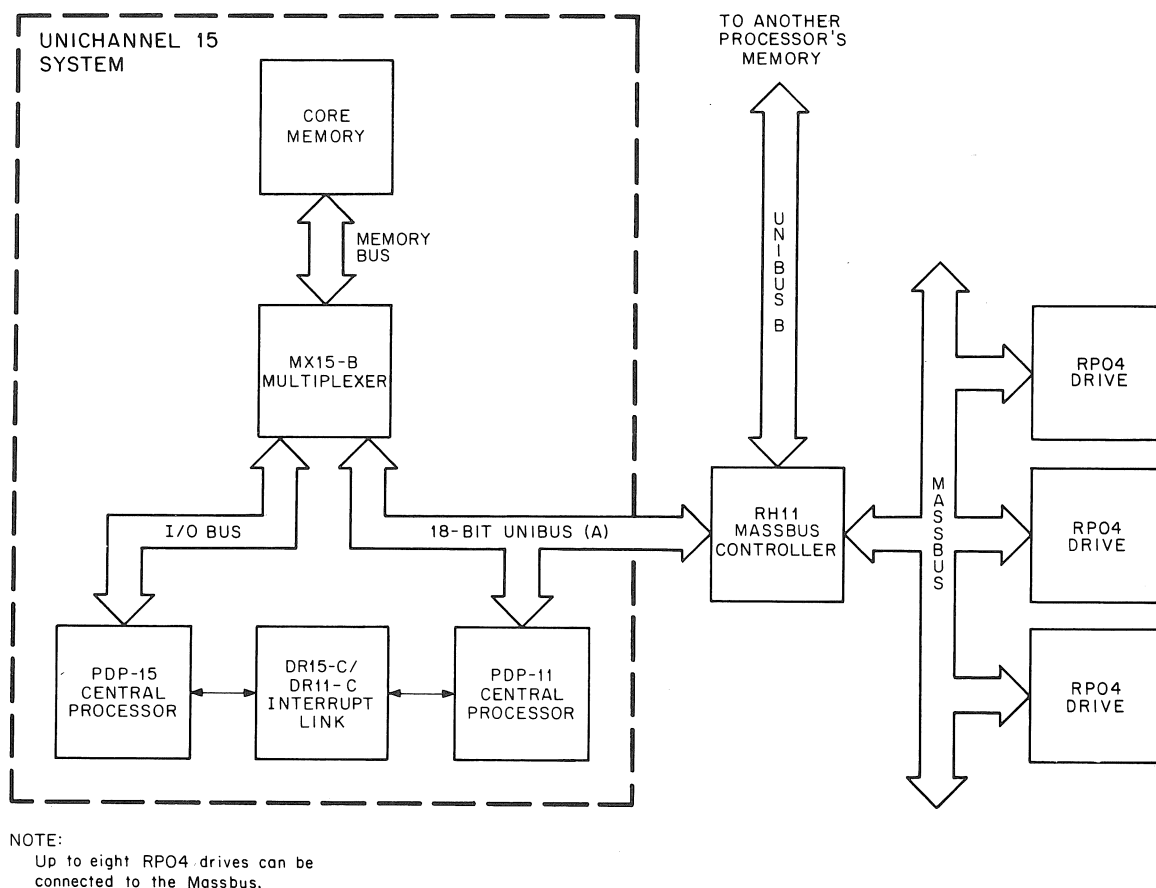 UNICHANNEL 15
SYSTEM
CORE
MEMORY
MEMORY
BUS
MX15-B
MULTIPLEXER
I/O BUS
18-BIT UNIBUS (A)
PDP-15
CENTRAL
PROCESSOR
DR15-C/
DR11-C
INTERRUPT
LINK
PDP-11
CENTRAL
PROCESSOR
TO ANOTHER
PROCESSOR'S
MEMORY
UNIBUS B
RH11
MASSBUS
CONTROLLER
MASSBUS
RP04
DRIVE
RP04
DRIVE
RP04
DRIVE
NOTE:
Up to eight RP04 drives can be
connected to the Massbus.